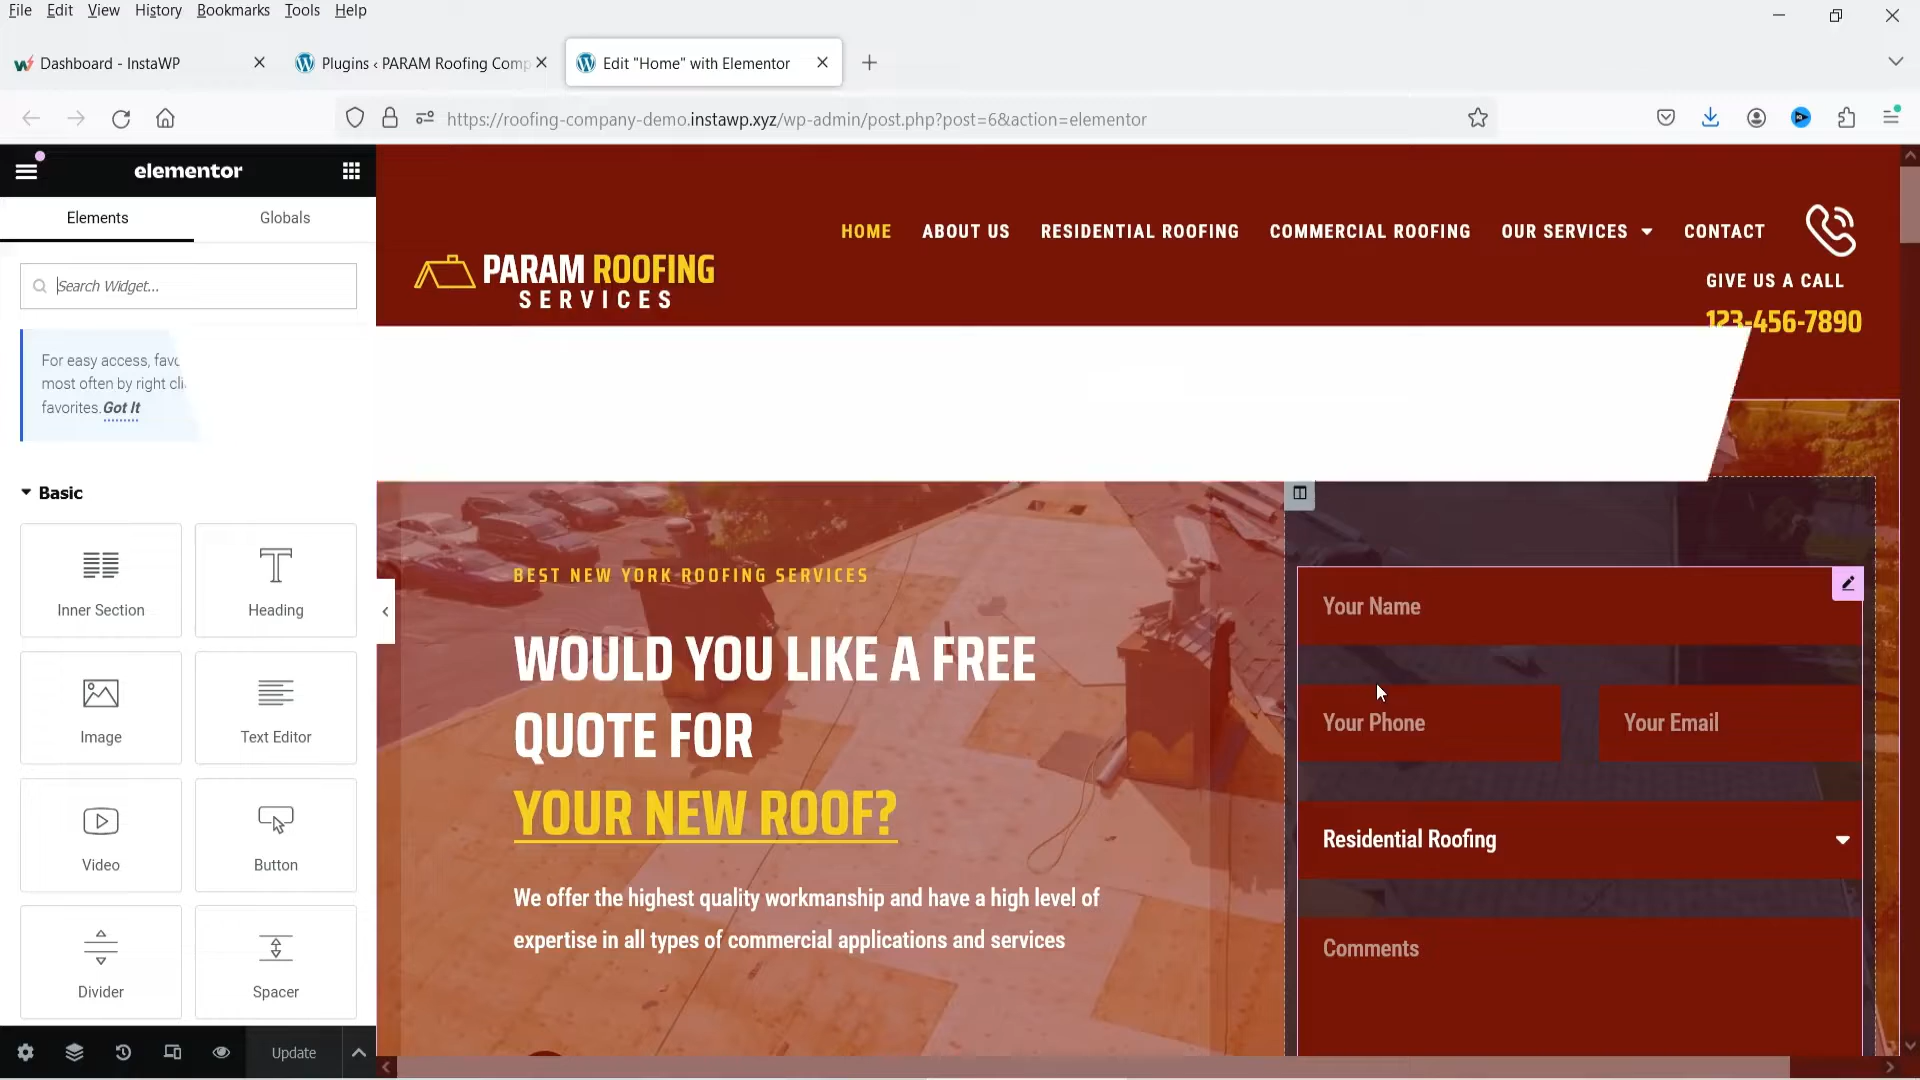 File Edit View History Bookmarks Tools Help
Dashboard - InstaWP
Plugins ‹ PARAM Roofing Comp
Edit "Home" with Elementor
https://roofing-company-demo.instawp.xyz/wp-admin/post.php?post=6&action=elementor
elementor
Elements Globals
Search Widget...
For easy access,
most often by right
favorites. Got It
Basic
Inner Section Heading
Image Text Editor
Video Button
Divider Spacer
Update
HOME ABOUT US RESIDENTIAL ROOFING COMMERCIAL ROOFING OUR SERVICES CONTACT
PARAM ROOFING
SERVICES
GIVE US A CALL
123-456-7890
BEST NEW YORK ROOFING SERVICES
WOULD YOU LIKE A FREE
QUOTE FOR
YOUR NEW ROOF?
We offer the highest quality workmanship and have a high level of
expertise in all types of commercial applications and services
Your Name
Your Phone Your Email
Residential Roofing
Comments